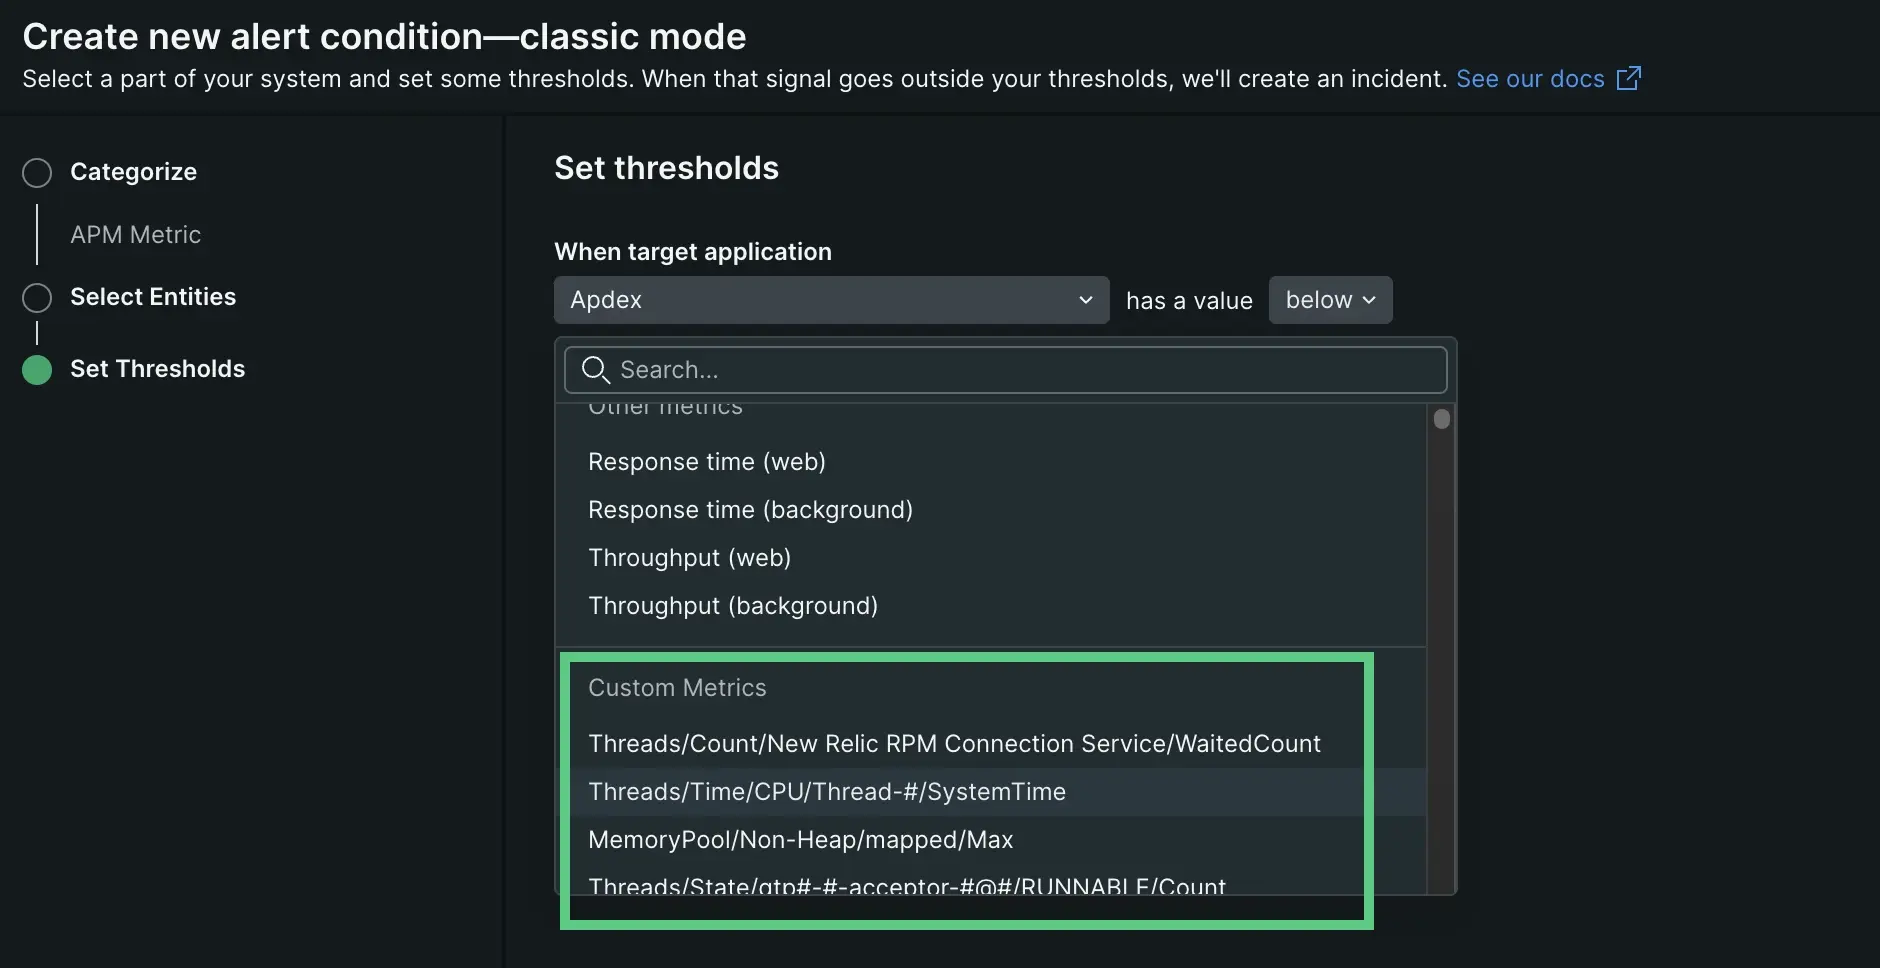 Create new alert condition—classic mode
Select a part of your system and set some thresholds. When that signal goes outside your thresholds, we'll create an incident. See our docs
Categorize
APM Metric
Select Entities
Set Thresholds
Set thresholds
When target application
Apdex has a value below
Search...
Other metrics
Response time (web)
Response time (background)
Throughput (web)
Throughput (background)
Custom Metrics
Threads/Count/New Relic RPM Connection Service/WaitedCount
Threads/Time/CPU/Thread-#/SystemTime
MemoryPool/Non-Heap/mapped/Max
Threads/State/qtp#-#-acceptor-#@#/RUNNABLE/Count